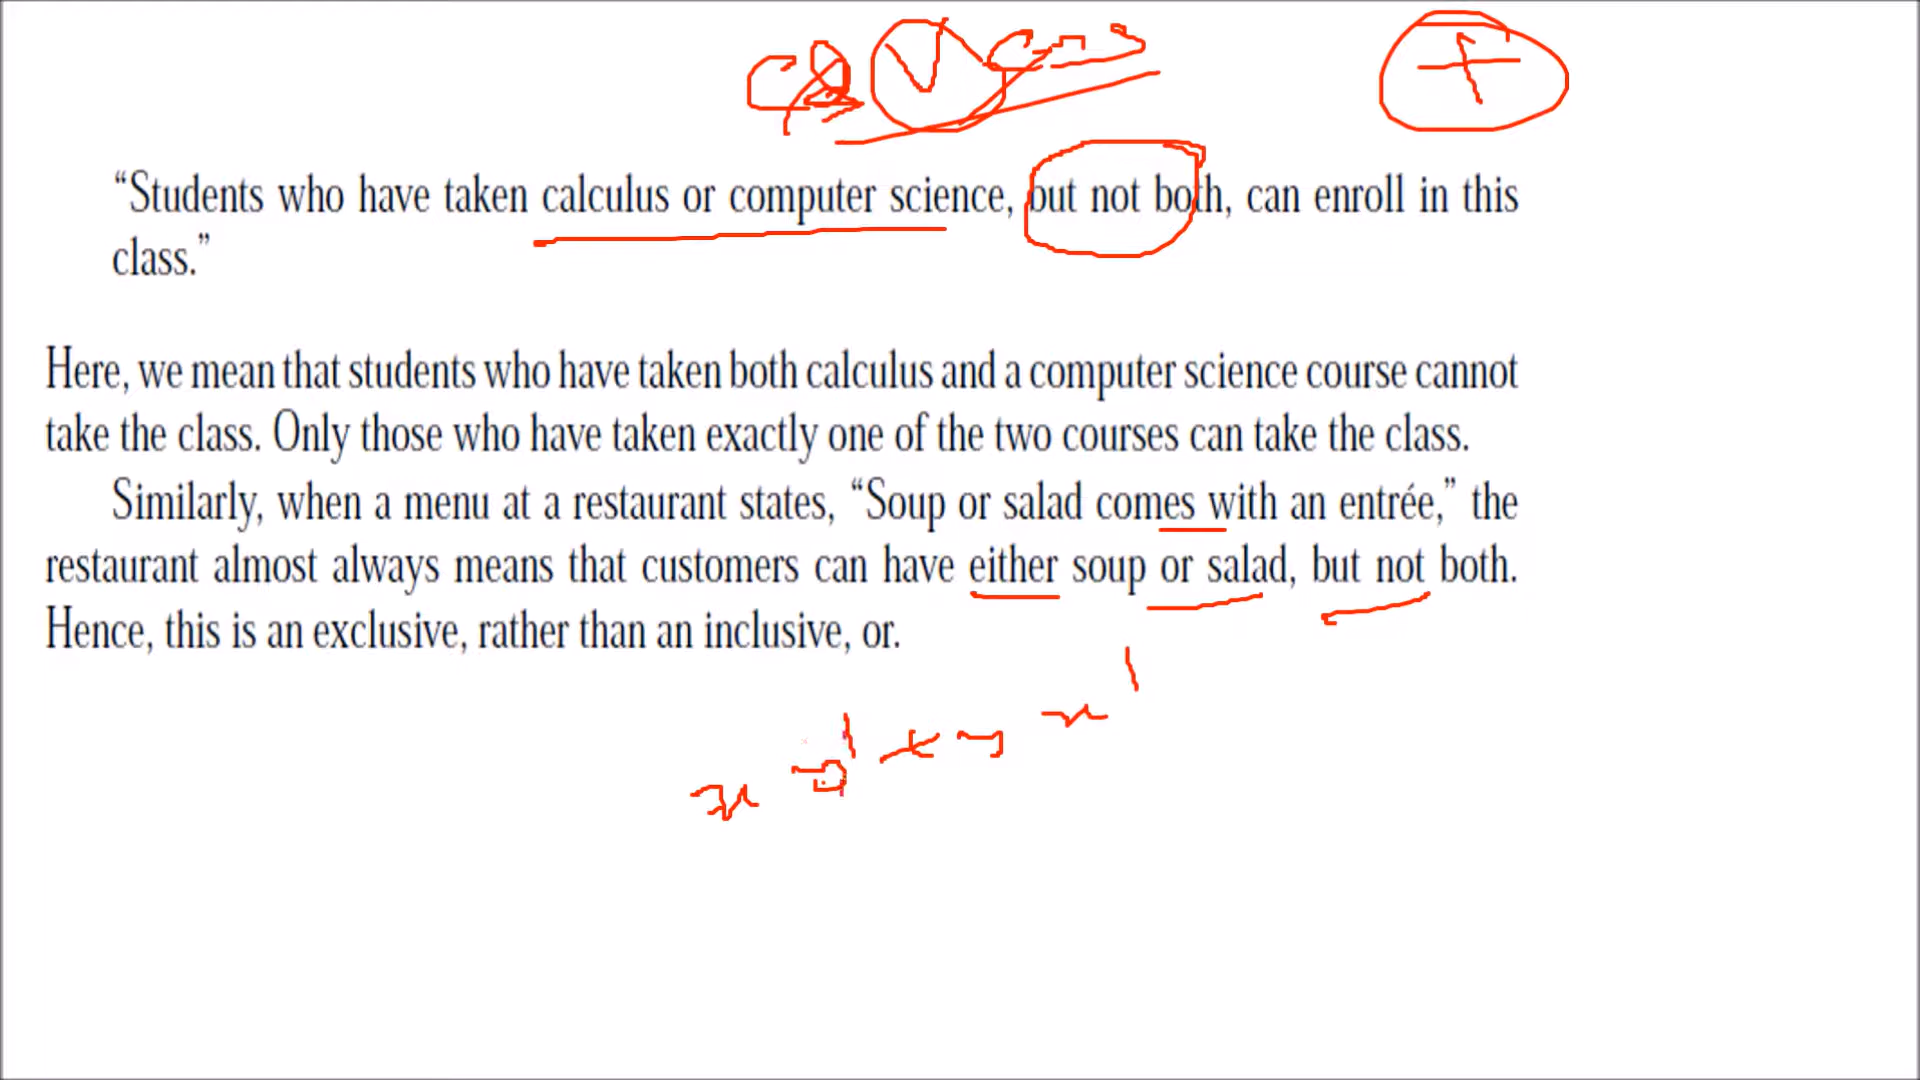 “Students who have taken calculus or computer science, but not both, can enroll in this
class.”
Here, we mean that students who have taken both calculus and a computer science course cannot
take the class. Only those who have taken exactly one of the two courses can take the class.
Similarly, when a menu at a restaurant states, “Soup or salad comes with an entrée,” the
restaurant almost always means that customers can have either soup or salad, but not both.
Hence, this is an exclusive, rather than an inclusive, or.